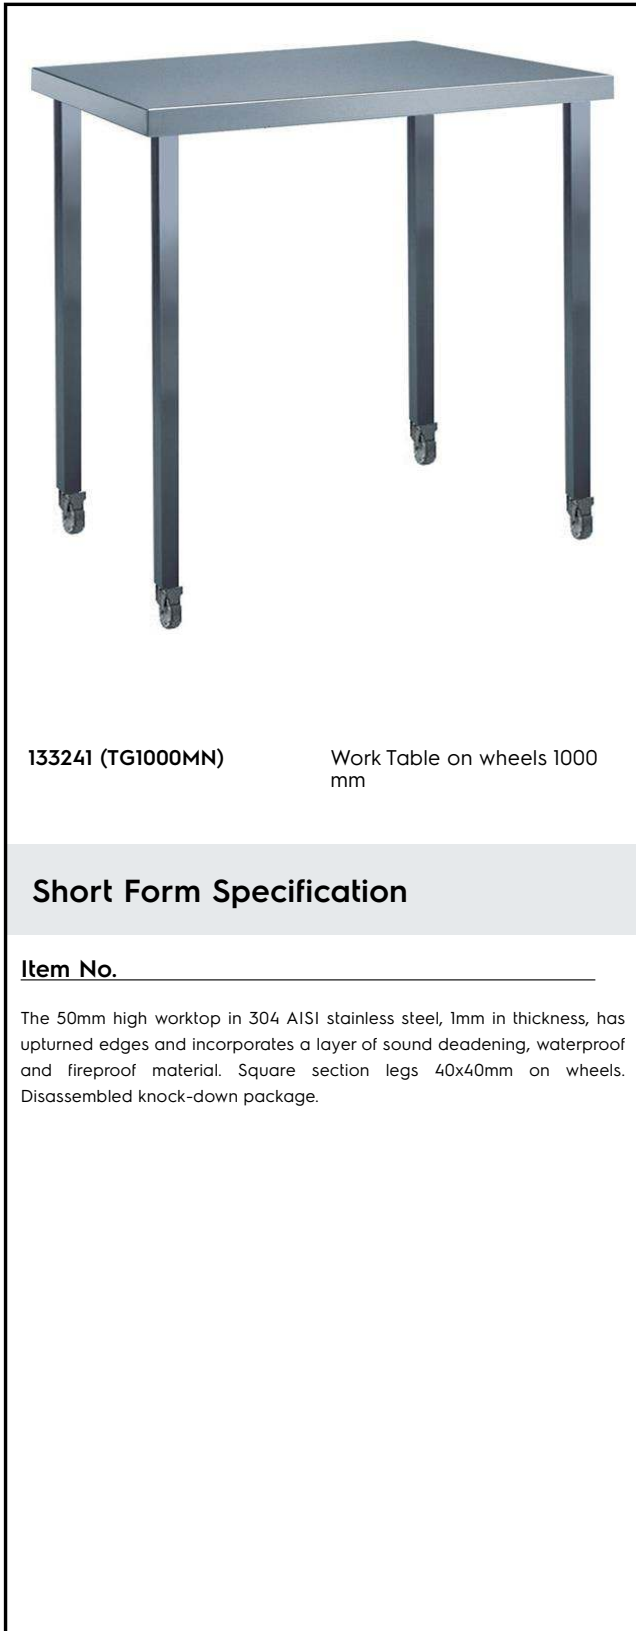 133241 (TG1000MN)
Work Table on wheels 1000
mm
Short Form Specification
Item No.
The 50mm high worktop in 304 AISI stainless steel, 1mm in thickness, has
upturned edges and incorporates a layer of sound deadening, waterproof
and fireproof material. Square section legs 40x40mm on wheels.
Disassembled knock-down package.